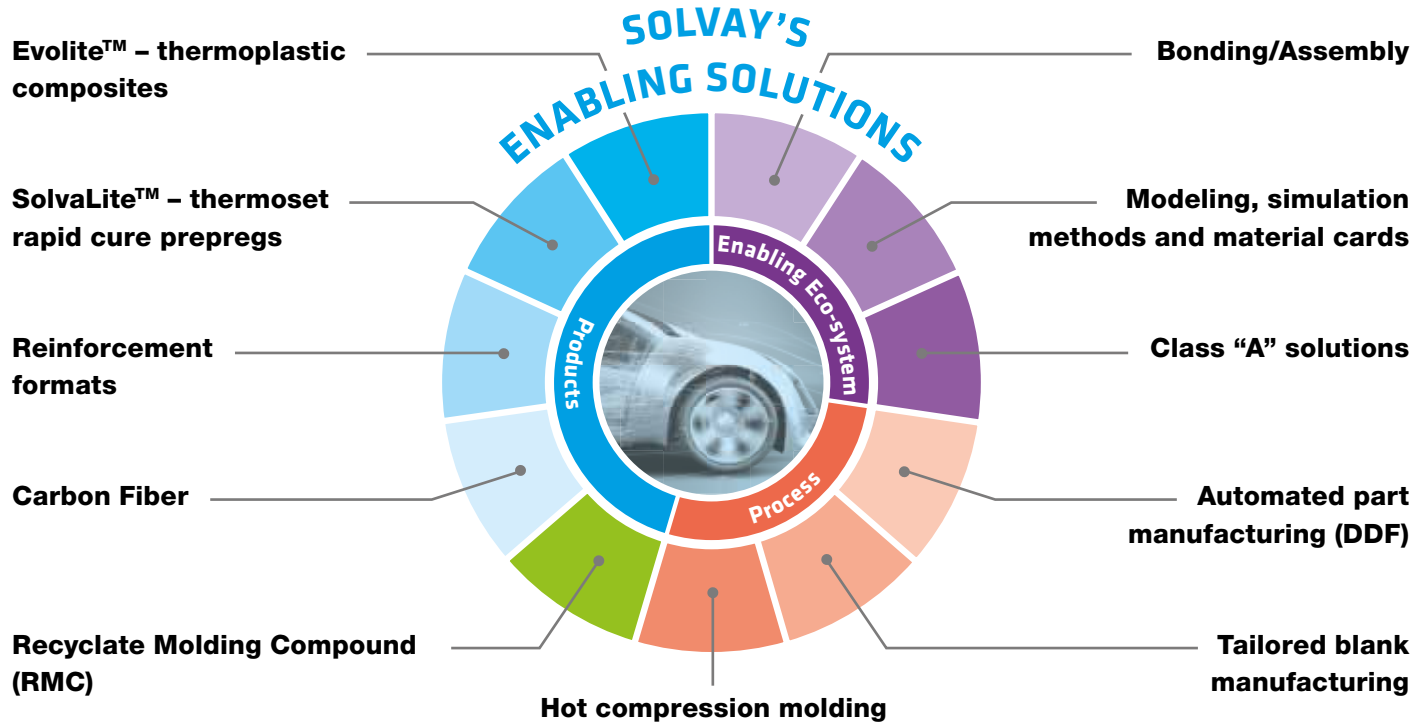 SOLVAY’S
ENABLING SOLUTIONS
Evolite™ – thermoplastic
composites
SolvaLite™ – thermoset
rapid cure prepregs
Reinforcement
formats
Carbon Fiber
Recyclate Molding Compound
(RMC)
Hot compression molding
Bonding/Assembly
Modeling, simulation
methods and material cards
Class “A” solutions
Automated part
manufacturing (DDF)
Tailored blank
manufacturing
Products
Enabling Eco-system
Process